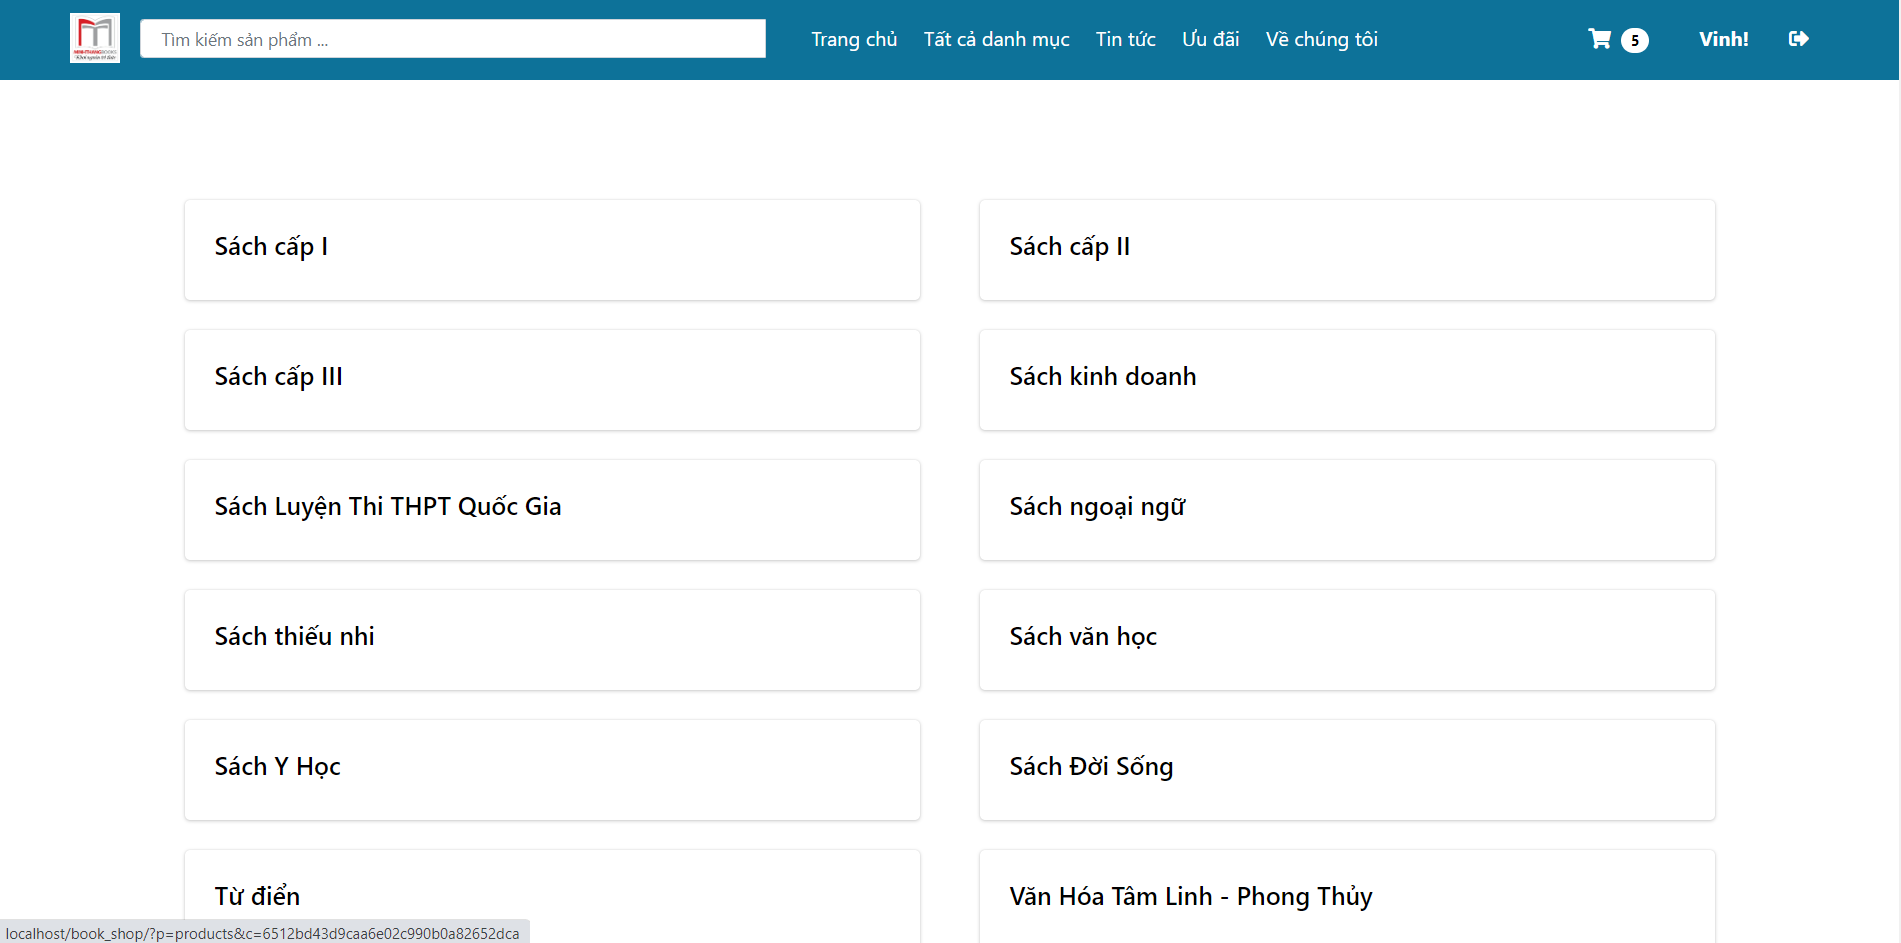 MINHTHANGBOOKS
Tìm kiếm sản phẩm ...
Trang chủ Tất cả danh mục Tin tức Ưu đãi Về chúng tôi
5
Vinh!
Sách cấp I
Sách cấp II
Sách cấp III
Sách kinh doanh
Sách Luyện Thi THPT Quốc Gia
Sách ngoại ngữ
Sách thiếu nhi
Sách văn học
Sách Y Học
Sách Đời Sống
Từ điển
Văn Hóa Tâm Linh - Phong Thủy
localhost/book_shop/?p=products&c=6512bd43d9caa6e02c990b0a82652dca